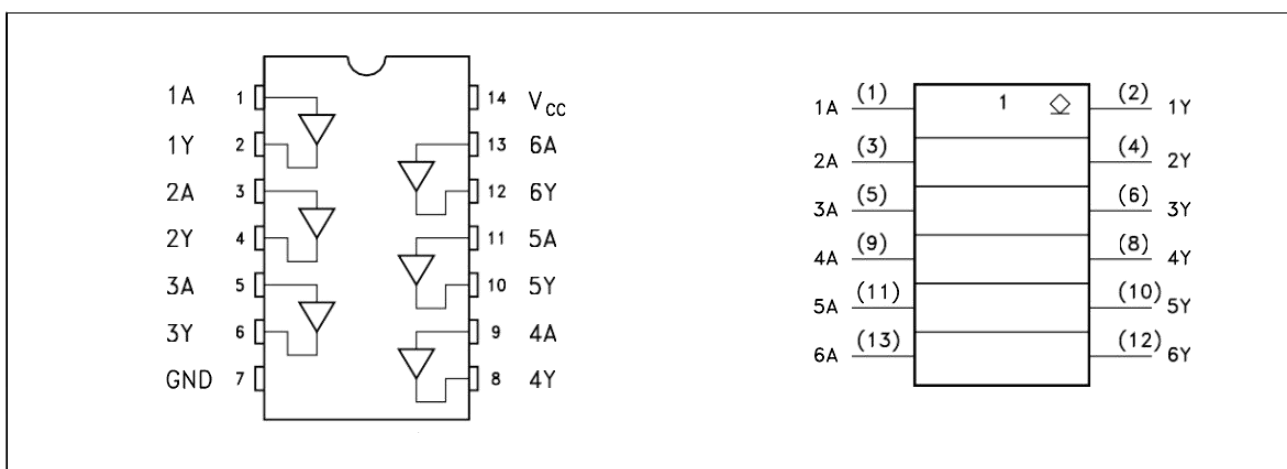 1A 1 14 VCC
1Y 2 13 6A
2A 3 12 6Y
2Y 4 11 5A
3A 5 10 5Y
3Y 6 9 4A
GND 7 8 4Y
1A (1) 1 (2) 1Y
2A (3) (4) 2Y
3A (5) (6) 3Y
4A (9) (8) 4Y
5A (11) (10) 5Y
6A (13) (12) 6Y